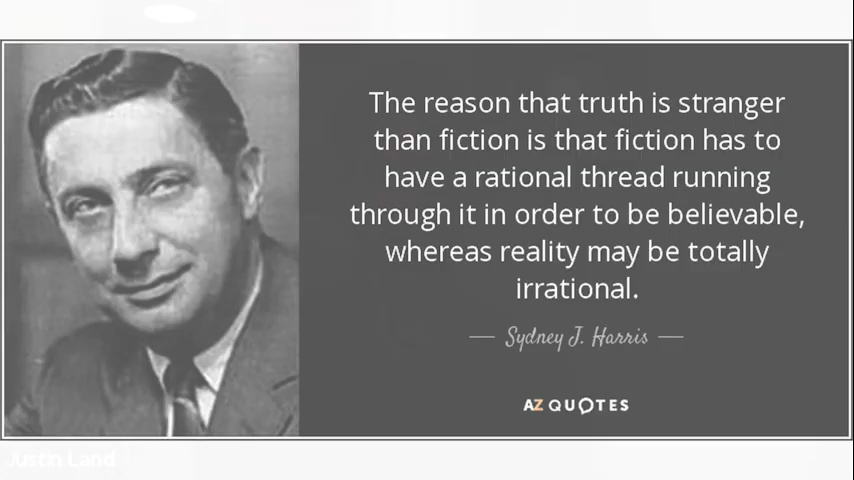 The reason that truth is stranger
than fiction is that fiction has to
have a rational thread running
through it in order to be believable,
whereas reality may be totally
irrational.
— Sydney J. Harris —
AZ QUOTES
Justin Land